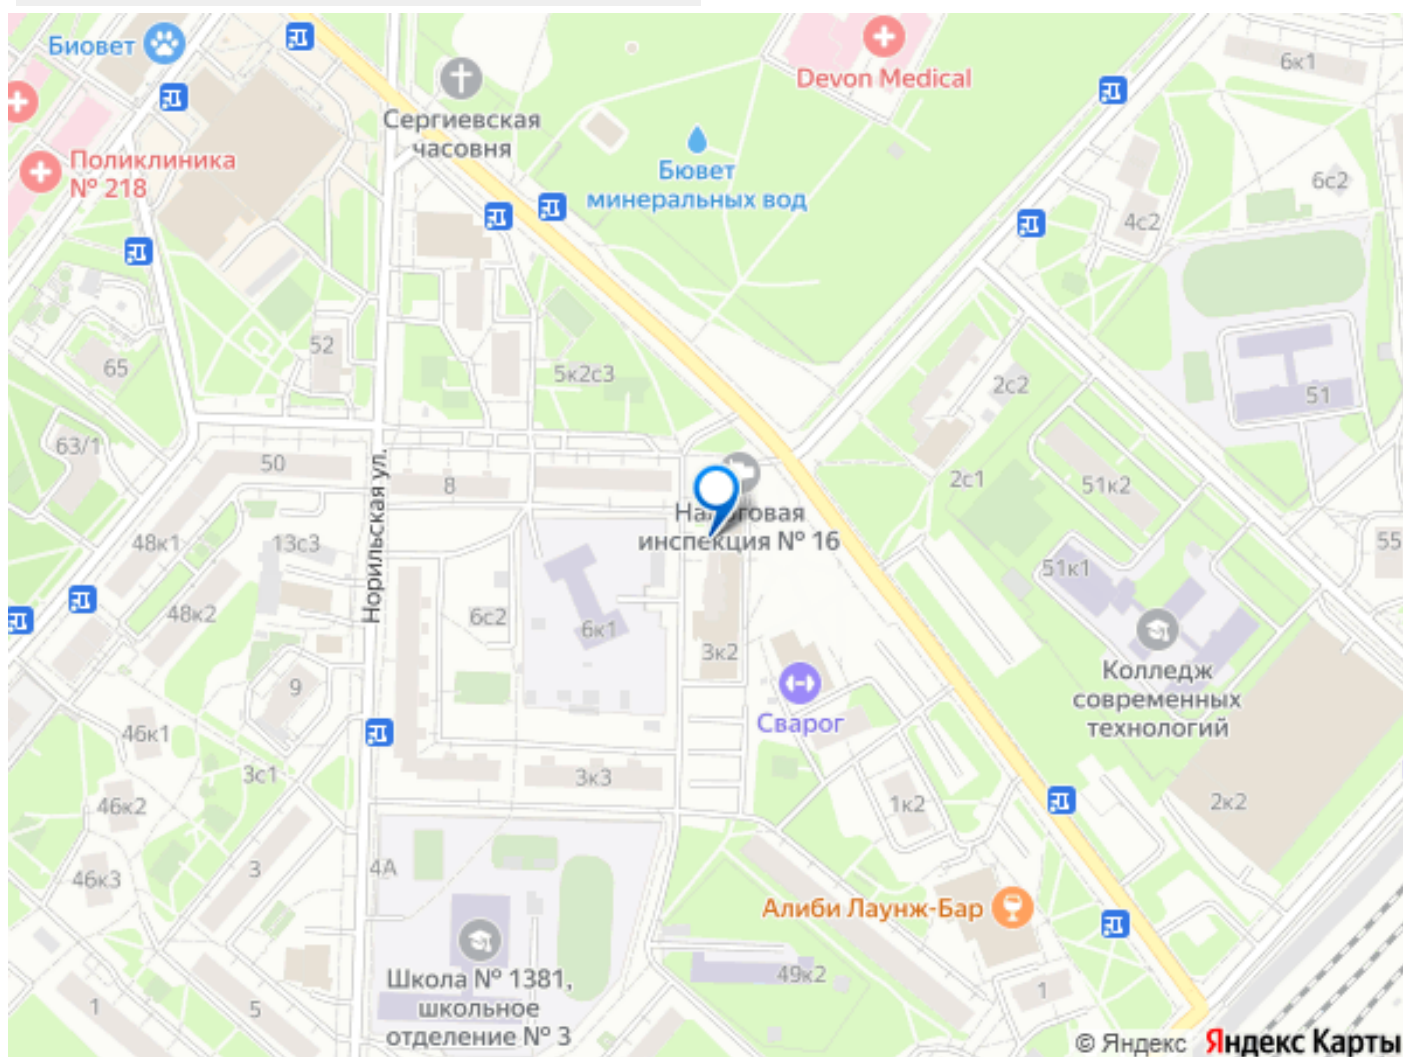 Биовет
Devon Medical
6к1
Сергиевская
часовня
Поликлиника
№ 218
Бювет
минеральных вод
6с2
4с2
52
65
5к2с3
2с2
51
63/1
50
8
2с1
51к2
Норильская ул.
Налоговая
инспекция № 16
48к1
13с3
55
51к1
48к2
6с2
6к1
3к2
Колледж
современных
технологий
9
Сварог
46к1
3с1
3к3
46к2
1к2
2к2
3
4А
46к3
Алиби Лаунж-Бар
Школа № 1381,
школьное
отделение № 3
49к2
1
1
5
© Яндекс Яндекс Карты